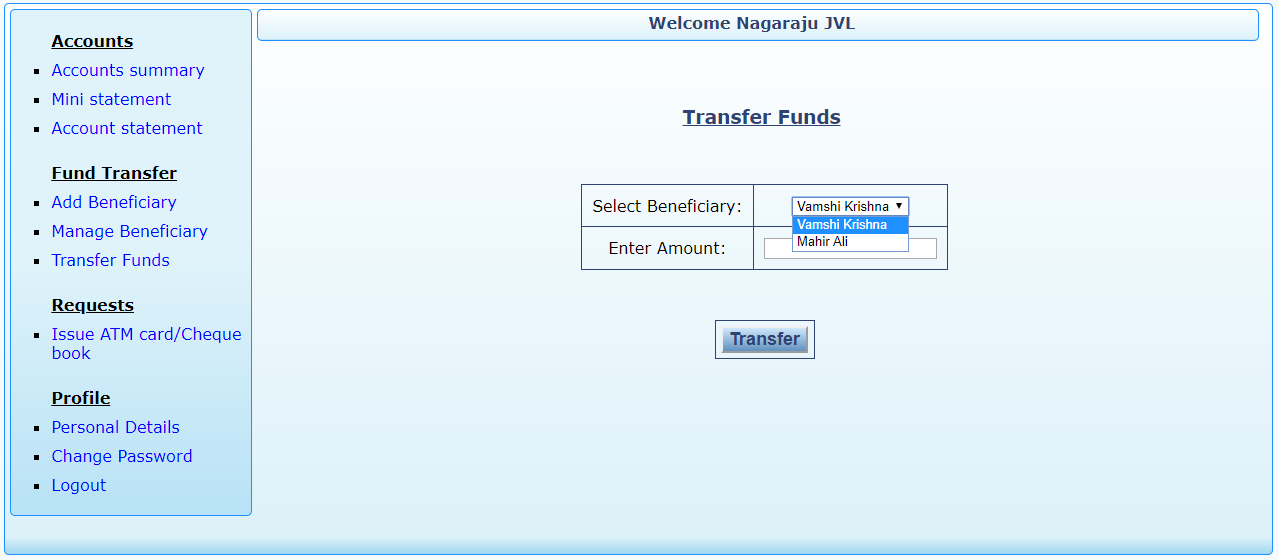 Welcome Nagaraju JVL
Accounts
Accounts summary
Mini statement
Account statement
Fund Transfer
Add Beneficiary
Manage Beneficiary
Transfer Funds
Requests
Issue ATM card/Cheque
book
Profile
Personal Details
Change Password
Logout
Transfer Funds
Select Beneficiary: Vamshi Krishna
Vamshi Krishna
Mahir Ali
Enter Amount:
Transfer